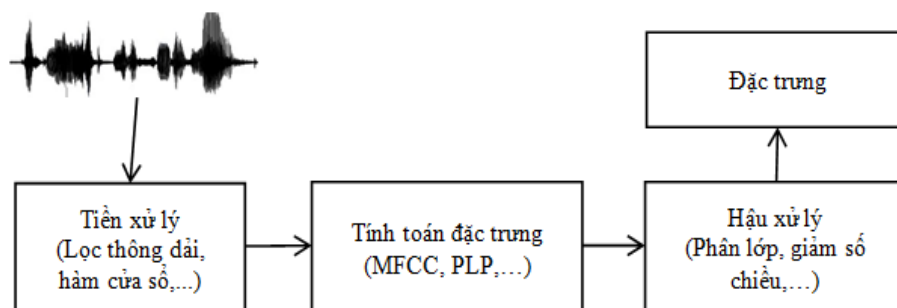 Tiền xử lý
(Lọc thông dải,
hàm cửa sổ,...)
Tính toán đặc trưng
(MFCC, PLP,…)
Hậu xử lý
(Phân lớp, giảm số
chiều,…)
Đặc trưng